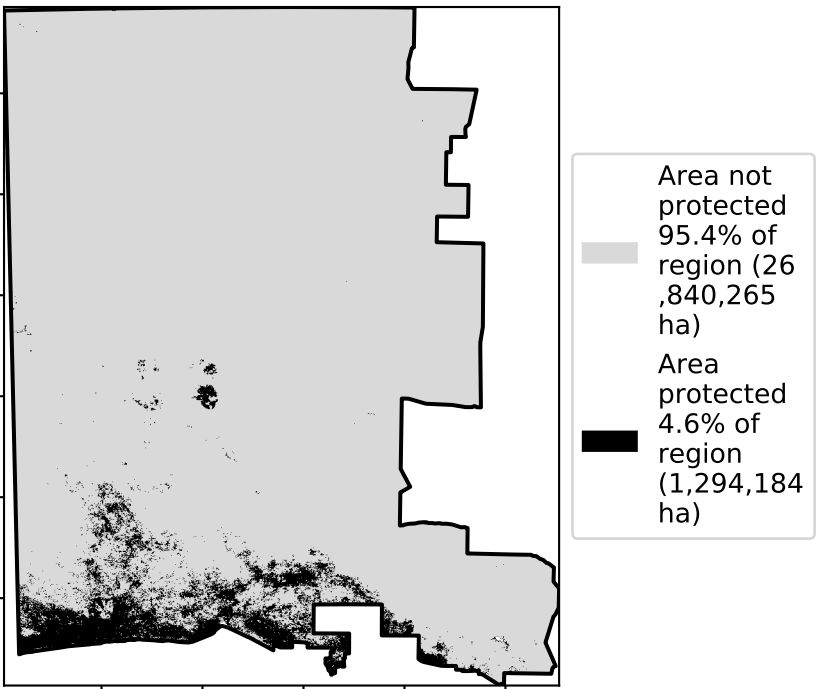 Area not
protected
95.4% of
region (26
,840,265
ha)
Area
protected
4.6% of
region
(1,294,184
ha)